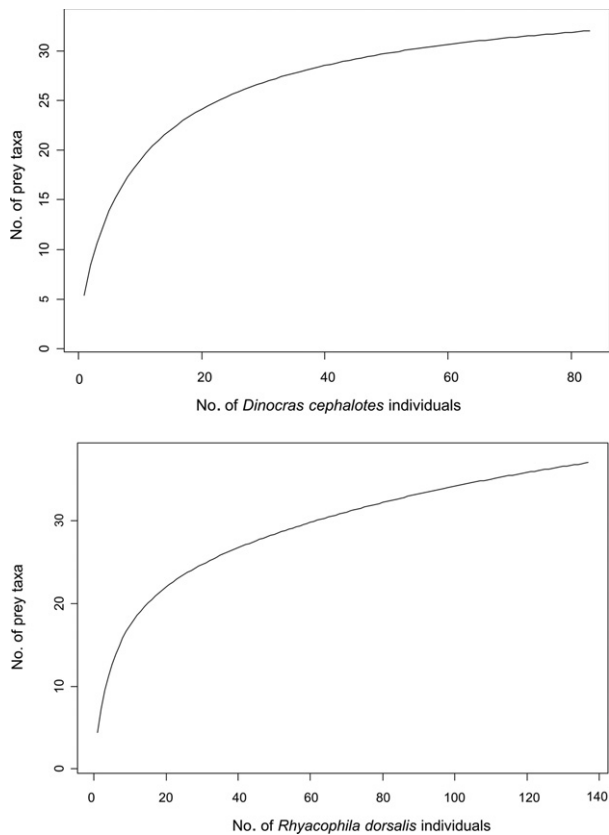 No. of prey taxa
30
25
20
15
10
5
0
0 20 40 60 80
No. of Dinocras cephalotes individuals
No. of prey taxa
30
20
10
0
0 20 40 60 80 100 120 140
No. of Rhyacophila dorsalis individuals